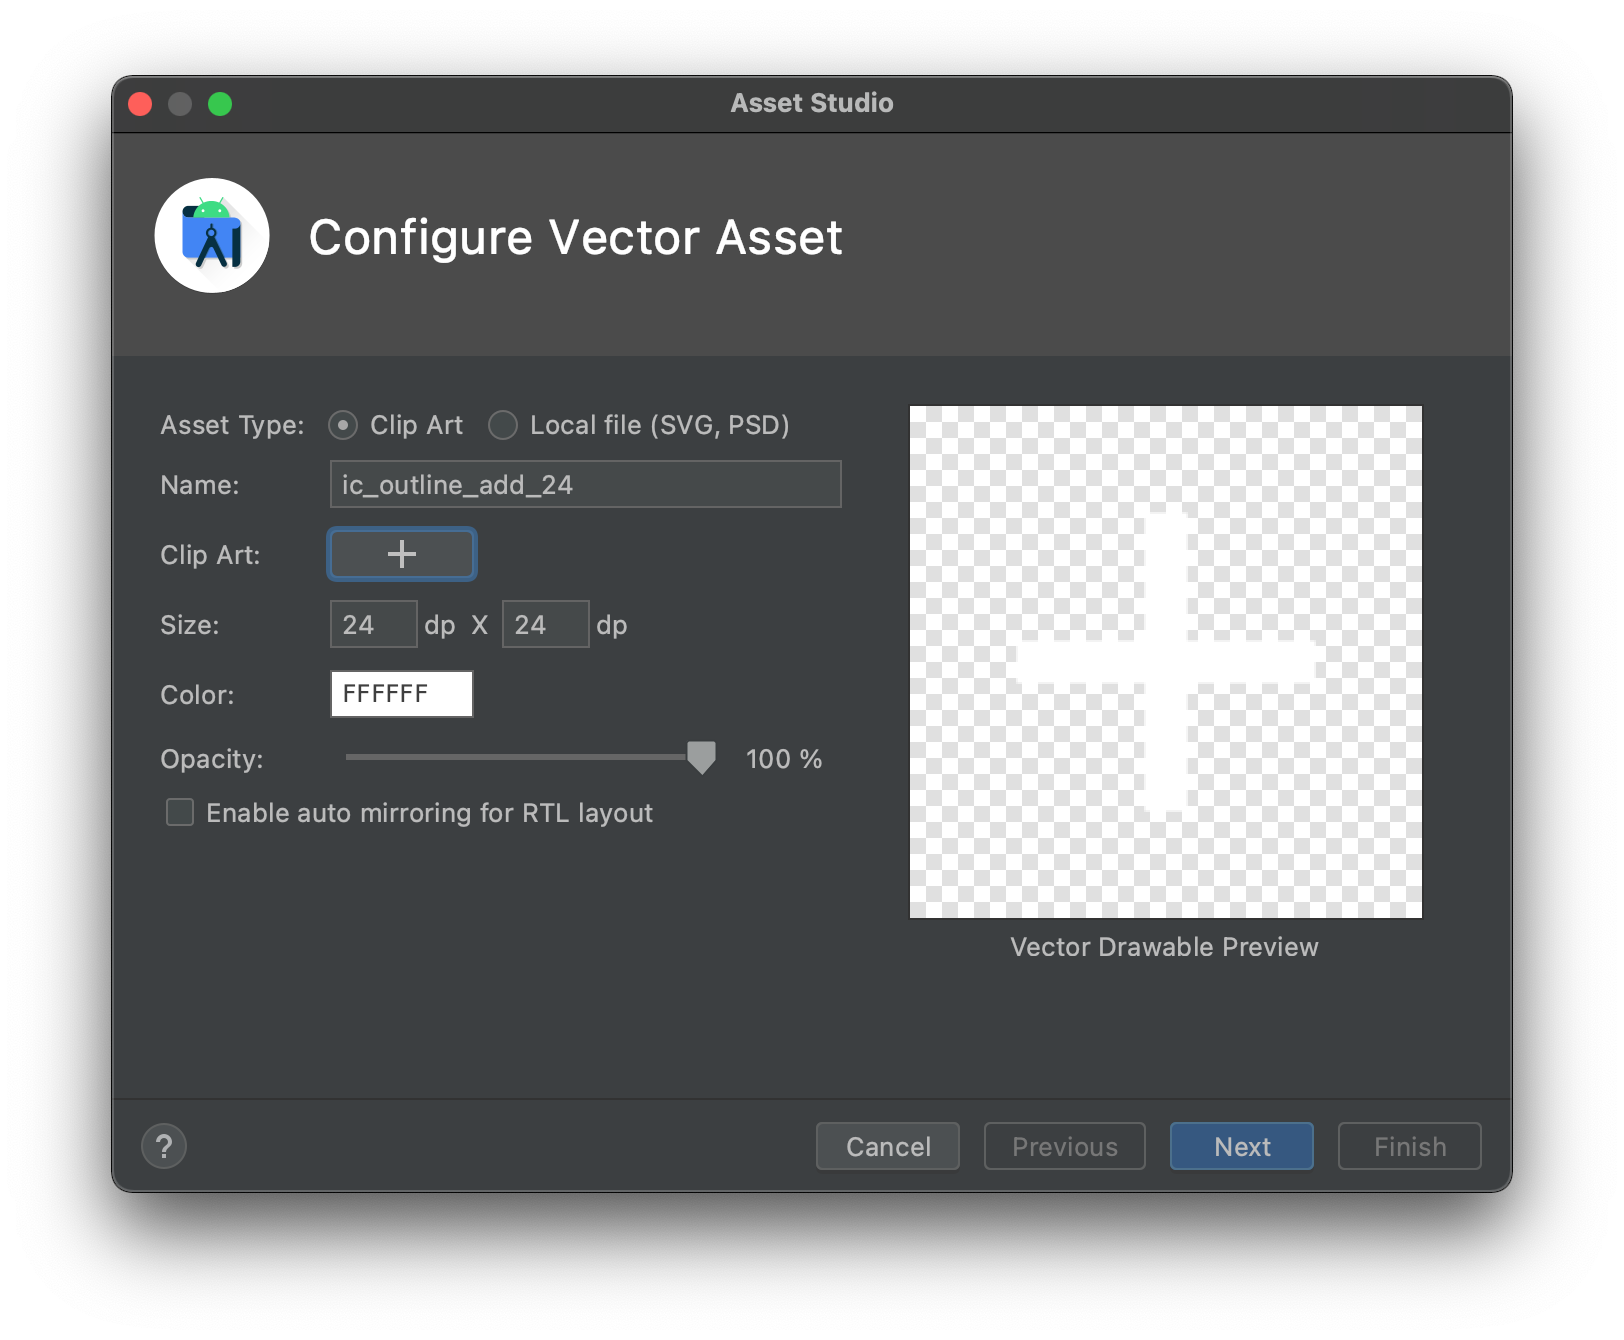 Asset Studio
Configure Vector Asset
Asset Type: Clip Art Local file (SVG, PSD)
Name: ic_outline_add_24
Clip Art:
Size: 24 dp X 24 dp
Color: FFFFFF
Opacity: 100 %
Enable auto mirroring for RTL layout
Vector Drawable Preview
? Cancel Previous Next Finish